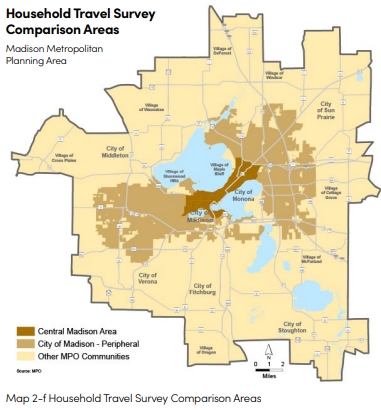 Household Travel Survey
Comparison Areas
Madison Metropolitan
Planning Area
Village of
DeForest
Village of
Windsor
Village of
Waunakee
City of
Sun
Prairie
City of
Middleton
Village of
Cross Plains
Village of
Shorewood
Hills
Village of
Maple
Bluff
City of
Monona
Village of
Cottage
Grove
City of
Madison
Village of
McFarland
City of
Verona
City of
Fitchburg
City of
Stoughton
Village
of Oregon
Central Madison Area
City of Madison - Peripheral
Other MPO Communities
Source: MPO
N
0 1 2
Miles
Map 2-f Household Travel Survey Comparison Areas